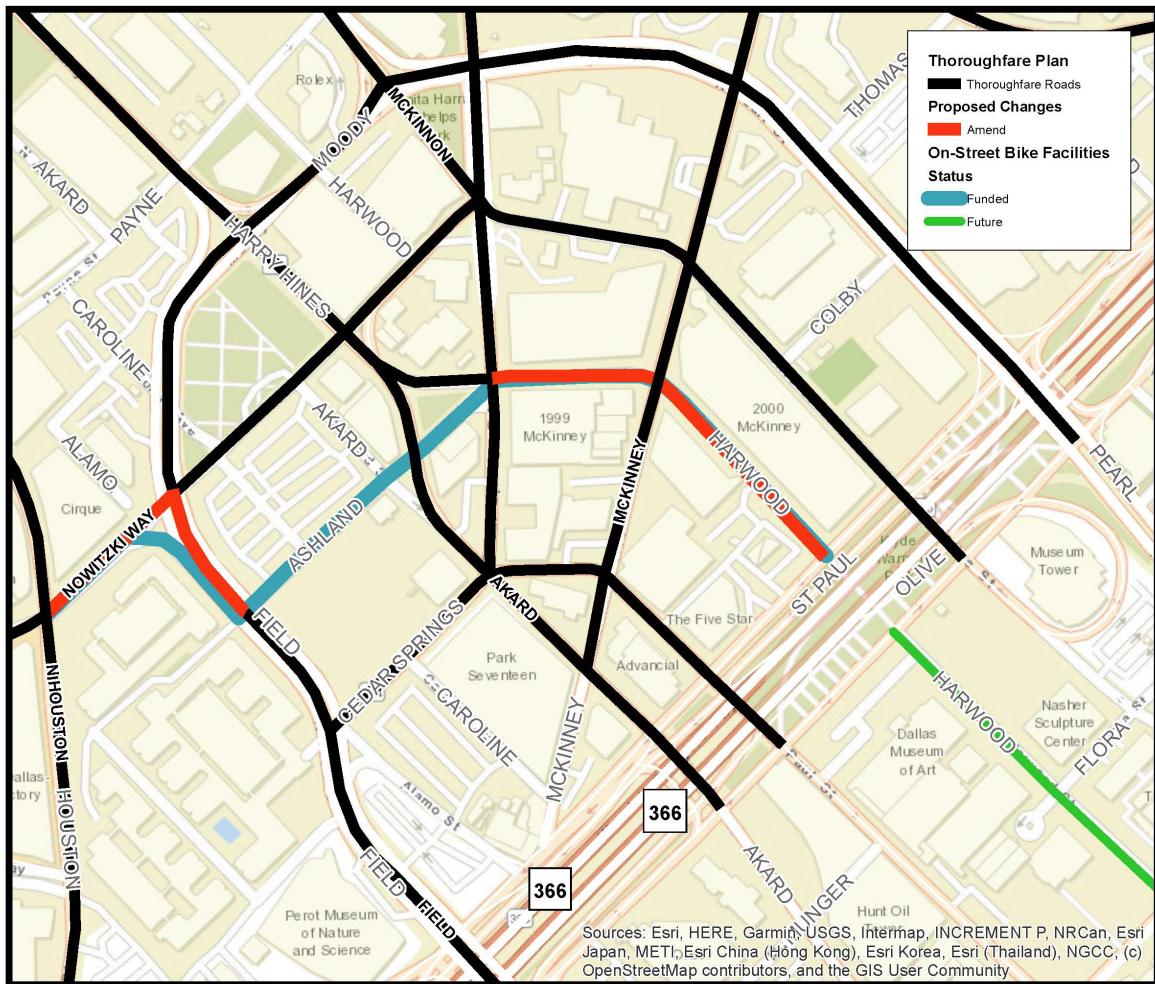 Thoroughfare Plan
Thoroughfare Roads
Proposed Changes
Amend
On-Street Bike Facilities
Status
Funded
Future
Rolex
MCKINNON
MOODY
THOMAS
HARWOOD
N AKARD
PAYNE
HARRY HINES
CAROLINE
COLBY
AKARD
1999
McKinney
2000
McKinney
ALAMO
Cirque
NOWITZKI WAY
ASHLAND
MCKINNEY
HARWOOD
PEARL
FIELD
AKARD
ST PAUL
OLIVE
Museum
Tower
The Five Star
CEDAR SPRINGS
Park
Seventeen
Advancial
N HOUSTON
CAROLINE
MCKINNEY
HARWOOD
Nasher
Sculpture
Center
Dallas
Museum
of Art
FLORA
HOUSTON
Alamo St
366
366
FIELD
FIELD
AKARD
Perot Museum
of Nature
and Science
Hunt Oil
Sources: Esri, HERE, Garmin, USGS, Intermap, INCREMENT P, NRCan, Esri
Japan, METI, Esri China (Hong Kong), Esri Korea, Esri (Thailand), NGCC, (c)
OpenStreetMap contributors, and the GIS User Community